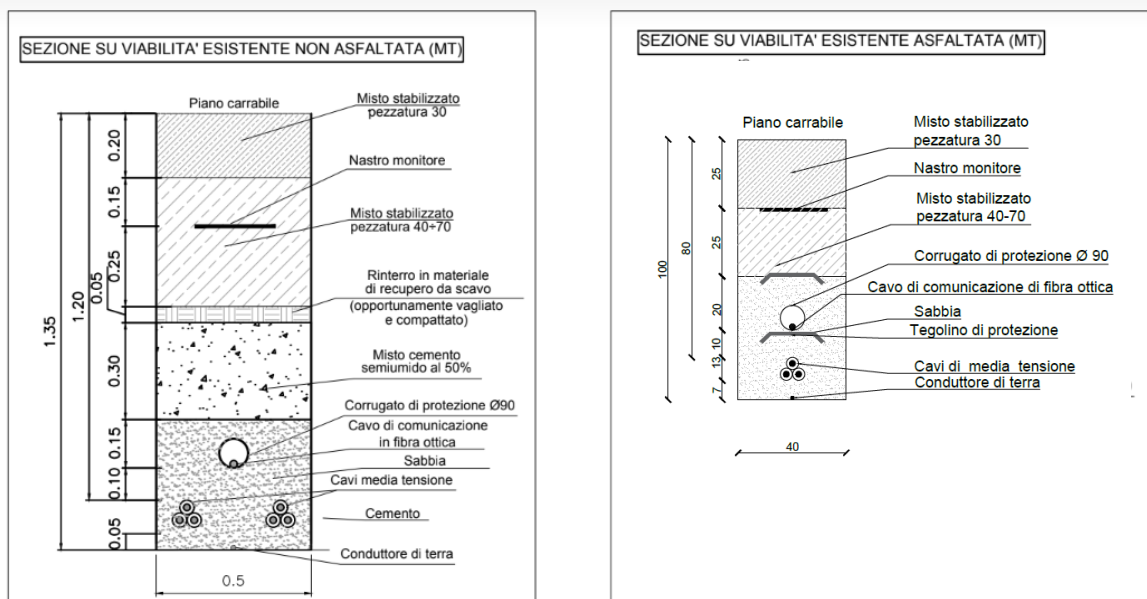 SEZIONE SU VIABILITA' ESISTENTE NON ASFALTATA (MT)
Piano carrabile
Misto stabilizzato
pezzatura 30
Nastro monitore
Misto stabilizzato
pezzatura 40÷70
Rinterro in materiale
di recupero da scavo
(opportunamente vagliato
e compattato)
Misto cemento
semiumido al 50%
Corrugato di protezione Ø90
Cavo di comunicazione
in fibra ottica
Sabbia
Cavi media tensione
Cemento
Conduttore di terra
0.20
0.15
0.25
0.05
0.30
0.15
0.10
0.05
1.20
1.35
0.5
SEZIONE SU VIABILITA' ESISTENTE ASFALTATA (MT)
Piano carrabile
Misto stabilizzato
pezzatura 30
Nastro monitore
Misto stabilizzato
pezzatura 40-70
Corrugato di protezione Ø 90
Cavo di comunicazione di fibra ottica
Sabbia
Tegolino di protezione
Cavi di media tensione
Conduttore di terra
25
25
20
10
13
7
80
100
40